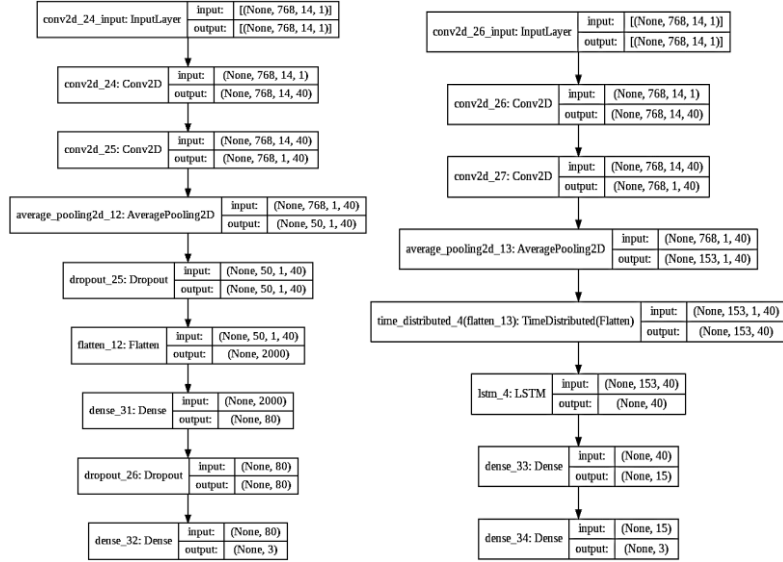 conv2d_24_input: InputLayer input: [(None, 768, 14, 1)]
output: [(None, 768, 14, 1)]
conv2d_24: Conv2D input: (None, 768, 14, 1)
output: (None, 768, 14, 40)
conv2d_25: Conv2D input: (None, 768, 14, 40)
output: (None, 768, 1, 40)
average_pooling2d_12: AveragePooling2D input: (None, 768, 1, 40)
output: (None, 50, 1, 40)
dropout_25: Dropout input: (None, 50, 1, 40)
output: (None, 50, 1, 40)
flatten_12: Flatten input: (None, 50, 1, 40)
output: (None, 2000)
dense_31: Dense input: (None, 2000)
output: (None, 80)
dropout_26: Dropout input: (None, 80)
output: (None, 80)
dense_32: Dense input: (None, 80)
output: (None, 3)
conv2d_26_input: InputLayer input: [(None, 768, 14, 1)]
output: [(None, 768, 14, 1)]
conv2d_26: Conv2D input: (None, 768, 14, 1)
output: (None, 768, 14, 40)
conv2d_27: Conv2D input: (None, 768, 14, 40)
output: (None, 768, 1, 40)
average_pooling2d_13: AveragePooling2D input: (None, 768, 1, 40)
output: (None, 153, 1, 40)
time_distributed_4(flatten_13): TimeDistributed(Flatten) input: (None, 153, 1, 40)
output: (None, 153, 40)
lstm_4: LSTM input: (None, 153, 40)
output: (None, 40)
dense_33: Dense input: (None, 40)
output: (None, 15)
dense_34: Dense input: (None, 15)
output: (None, 3)